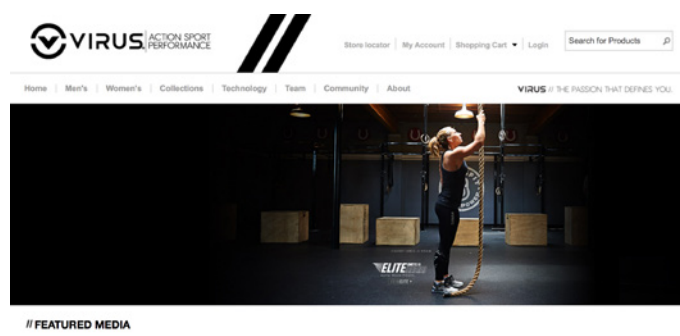 VIRUS ACTION SPORT PERFORMANCE
Store locator | My Account | Shopping Cart | Login
Search for Products
Home | Men's | Women's | Collections | Technology | Team | Community | About
VIRUS // THE PASSION THAT DEFINES YOU.
ELITE
// FEATURED MEDIA